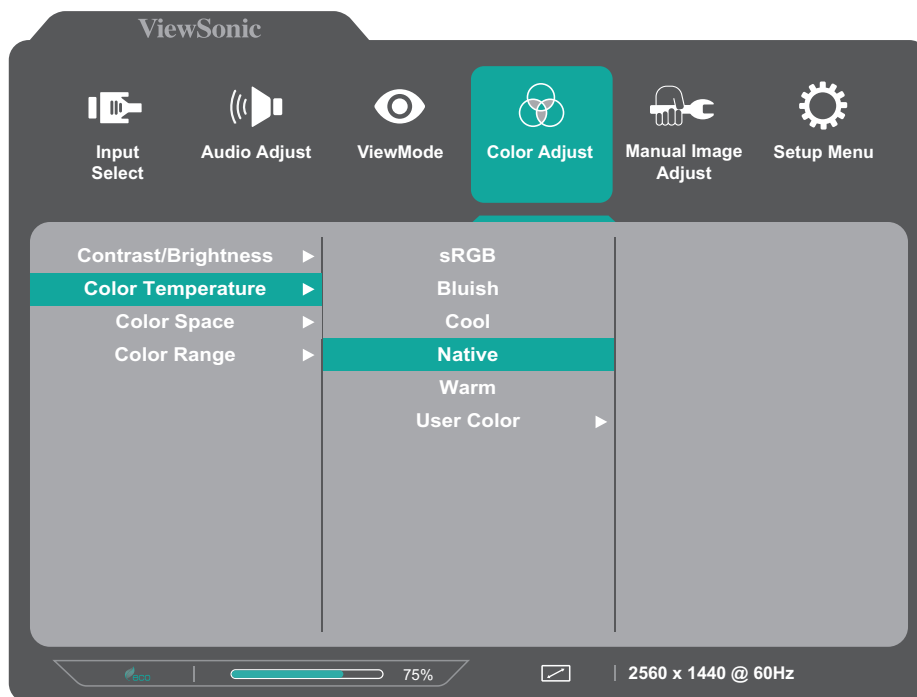 ViewSonic
Input
Select
Audio Adjust
ViewMode
Color Adjust
Manual Image
Adjust
Setup Menu
Contrast/Brightness
Color Temperature
Color Space
Color Range
sRGB
Bluish
Cool
Native
Warm
User Color
eco
75%
2560 x 1440 @ 60Hz